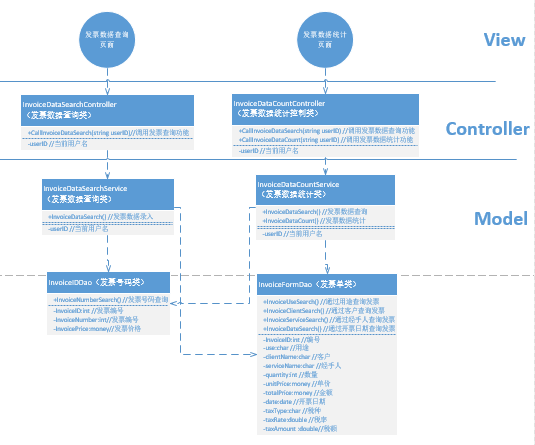 发票数据查询
页面
发票数据统计
页面
View
InvoiceDataSearchController
（发票数据查询类）
+CallInvoiceDataSearch(string userID)//调用发票查询功能
-userID //当前用户名
InvoiceDataCountController
（发票数据统计控制类）
+CallInvoiceDataSearch(string userID) //调用发票数据查询功能
+CallInvoiceDataCount(string userID) //调用发票数据统计功能
-userID //当前用户名
Controller
InvoiceDataSearchService
（发票数据查询类）
+InvoiceDataSearch() //发票数据录入
-userID //当前用户名
InvoiceDataCountService
（发票数据统计类）
+InvoiceDataSearch() //发票数据查询
+InvoiceDataCount() //发票数据统计
-userID //当前用户名
Model
InvoiceIDDao（发票号码类）
+InvoiceNumberSearch() //发票号码查询
-InvoiceID:int //发票编号
-InvoiceNumber:int//发票编号
-InvoicePrice:money//发票价格
InvoiceFormDao（发票单类）
+InvoiceUseSearch() //通过用途查询发票
+InvoiceClientSearch() //通过客户查询发票
+InvoiceServiceSearch() //通过经手人查询发票
+InvoiceDateSearch() //通过开票日期查询发票
-InvoiceID:int //编号
-use:char //用途
-clientName:char //客户
-serviceName:char //经手人
-quantity:int //数量
-unitPrice:money //单价
-totalPrice:money //金额
-date:date //开票日期
-taxType:char //税种
-taxRate:double //税率
-taxAmount :double//税额